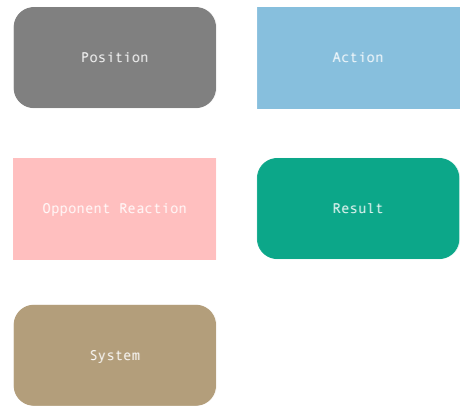 Position
Action
Opponent Reaction
Result
System